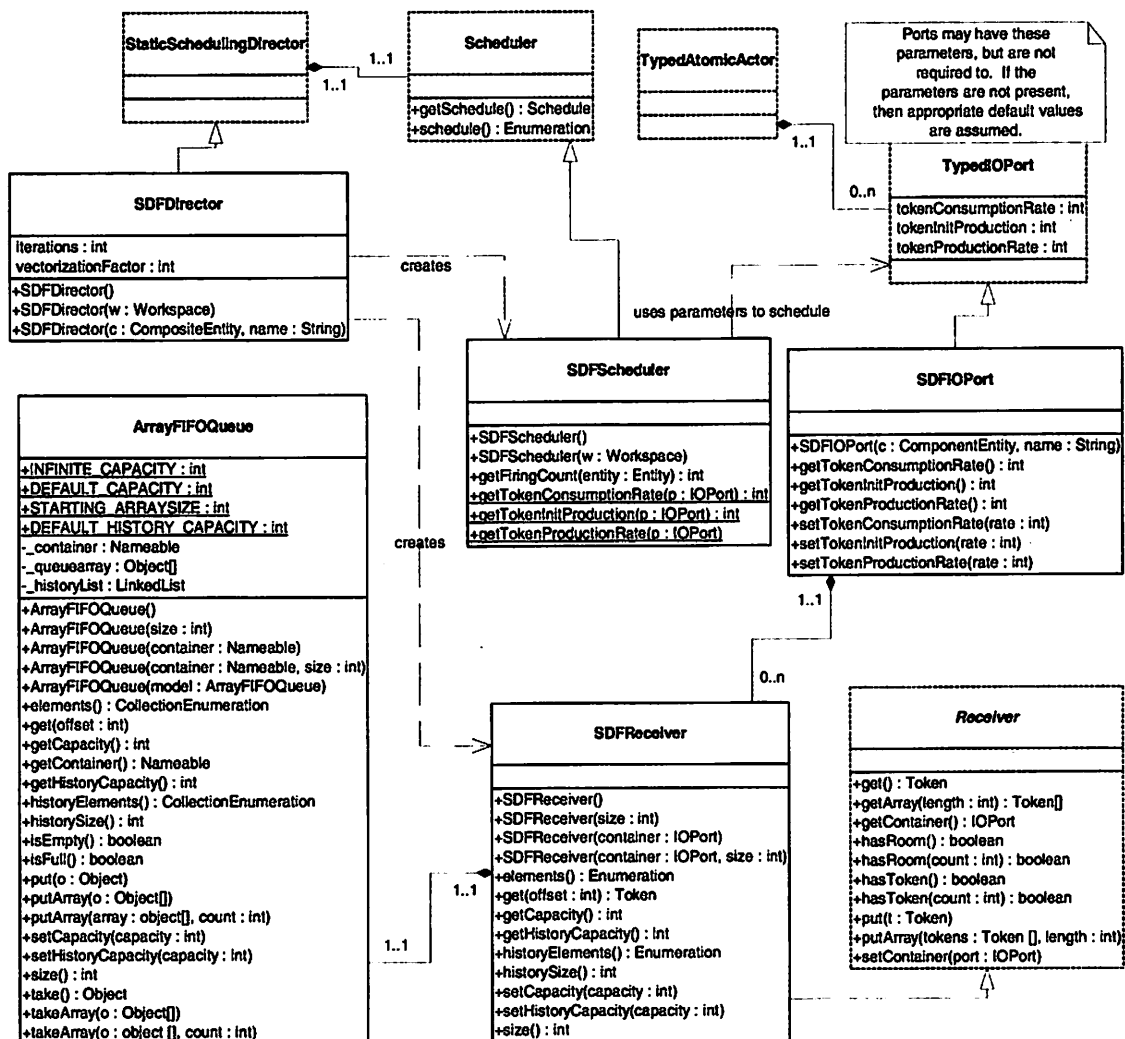 StaticSchedulingDirector
1..1
1..1
Scheduler
+getSchedule() : Schedule
+schedule() : Enumeration
TypedAtomicActor
1..1
0..n
Ports may have these
parameters, but are not
required to. If the
parameters are not present,
then appropriate default values
are assumed.
TypedIOPort
tokenConsumptionRate : int
tokenInitProduction : int
tokenProductionRate : int
SDFDirector
iterations : int
vectorizationFactor : int
+SDFDirector()
+SDFDirector(w : Workspace)
+SDFDirector(c : CompositeEntity, name : String)
creates
uses parameters to schedule
SDFScheduler
+SDFScheduler()
+SDFScheduler(w : Workspace)
+getFiringCount(entity : Entity) : int
+getTokenConsumptionRate(p : IOPort) : int
+getTokenInitProduction(p : IOPort) : int
+getTokenProductionRate(p : IOPort)
SDFIOPort
+SDFIOPort(c : ComponentEntity, name : String)
+getTokenConsumptionRate() : int
+getTokenInitProduction() : int
+getTokenProductionRate() : int
+setTokenConsumptionRate(rate : int)
+setTokenInitProduction(rate : int)
+setTokenProductionRate(rate : int)
1..1
0..n
creates
ArrayFIFOQueue
+INFINITE_CAPACITY : int
+DEFAULT_CAPACITY : int
+STARTING_ARRAYSIZE : int
+DEFAULT_HISTORY_CAPACITY : int
-_container : Nameable
-_queuearray : Object[]
-_historyList : LinkedList
+ArrayFIFOQueue()
+ArrayFIFOQueue(size : int)
+ArrayFIFOQueue(container : Nameable)
+ArrayFIFOQueue(container : Nameable, size : int)
+ArrayFIFOQueue(model : ArrayFIFOQueue)
+elements() : CollectionEnumeration
+get(offset : int)
+getCapacity() : int
+getContainer() : Nameable
+getHistoryCapacity() : int
+historyElements() : CollectionEnumeration
+historySize() : int
+isEmpty() : boolean
+isFull() : boolean
+put(o : Object)
+putArray(o : Object[])
+putArray(array : object[], count : int)
+setCapacity(capacity : int)
+setHistoryCapacity(capacity : int)
+size() : int
+take() : Object
+takeArray(o : Object[])
+takeArray(o : object [], count : int)
1..1
1..1
SDFReceiver
+SDFReceiver()
+SDFReceiver(size : int)
+SDFReceiver(container : IOPort)
+SDFReceiver(container : IOPort, size : int)
+elements() : Enumeration
+get(offset : int) : Token
+getCapacity() : int
+getHistoryCapacity() : int
+historyElements() : Enumeration
+historySize() : int
+setCapacity(capacity : int)
+setHistoryCapacity(capacity : int)
+size() : int
Receiver
+get() : Token
+getArray(length : int) : Token[]
+getContainer() : IOPort
+hasRoom() : boolean
+hasRoom(count : int) : boolean
+hasToken() : boolean
+hasToken(count : int) : boolean
+put(t : Token)
+putArray(tokens : Token [], length : int)
+setContainer(port : IOPort)